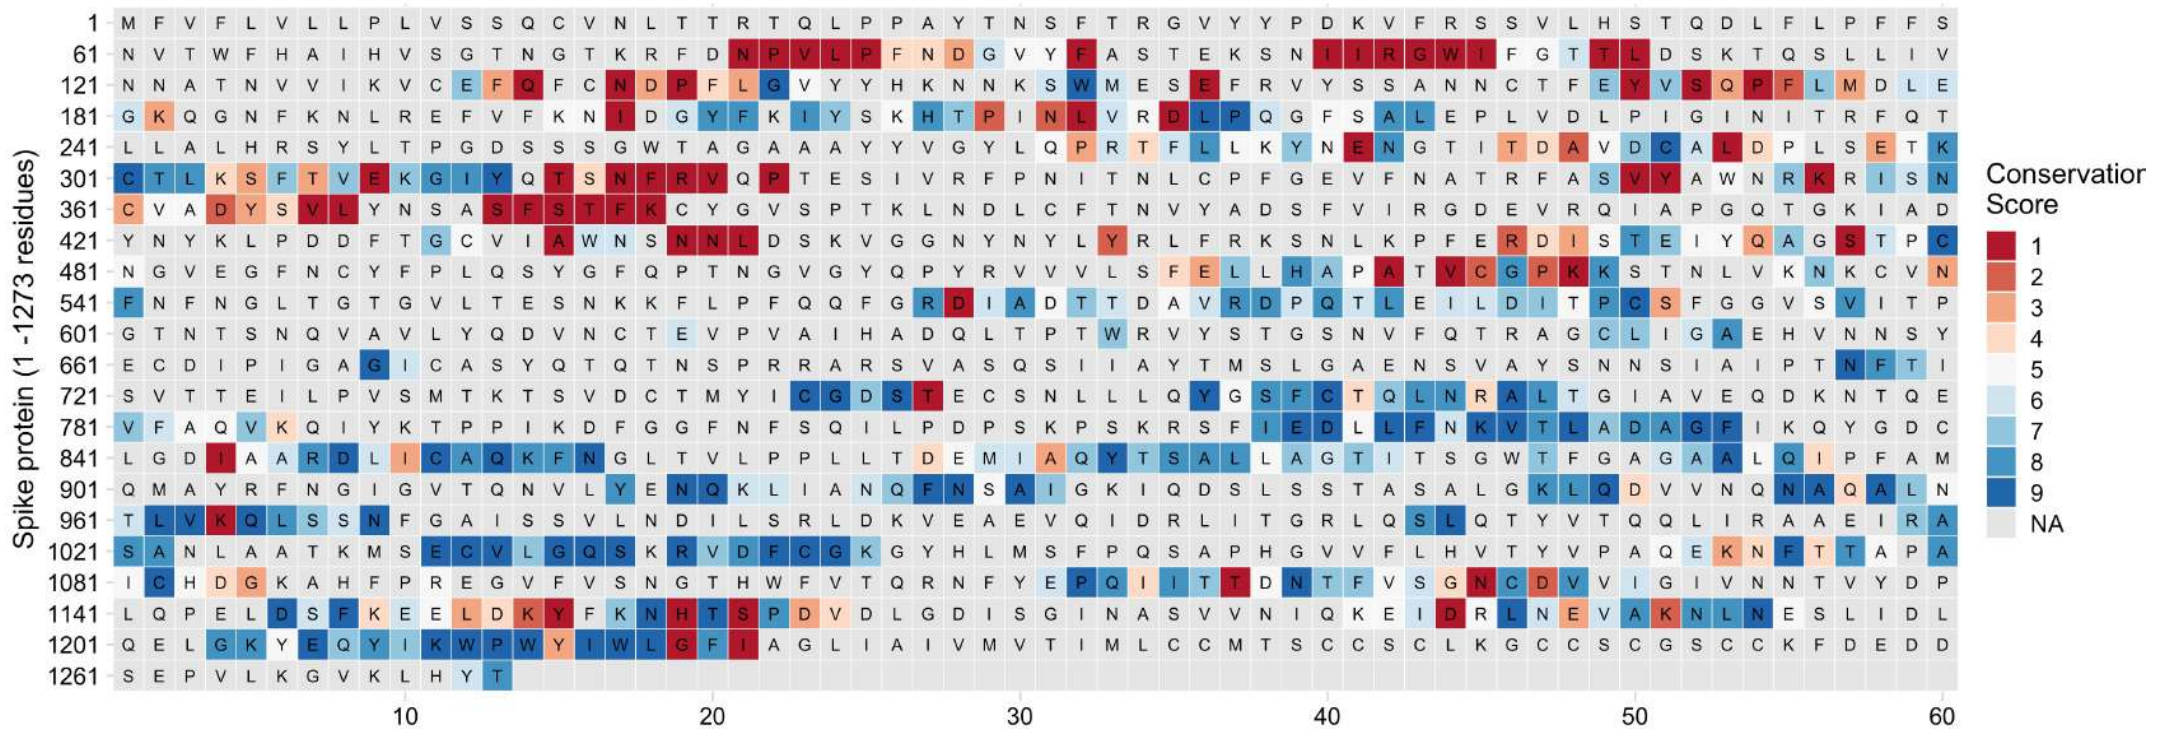 Spike protein (1 -1273 residues)
1 M F V F L V L L P L V S S Q C V N L T T R T Q L P P A Y T N S F T R G V Y Y P D K V F R S S V L H S T Q D L F L P F F S
61 N V T W F H A I H V S G T N G T K R F D N P V L P F N D G V Y F A S T E K S N I I R G W I F G T T L D S K T Q S L L I V
121 N N A T N V V I K V C E F Q F C N D P F L G V Y Y H K N N K S W M E S E F R V Y S S A N N C T F E Y V S Q P F L M D L E
181 G K Q G N F K N L R E F V F K N I D G Y F K I Y S K H T P I N L V R D L P Q G F S A L E P L V D L P I G I N I T R F Q T
241 L L A L H R S Y L T P G D S S S G W T A G A A A Y Y V G Y L Q P R T F L L K Y N E N G T I T D A V D C A L D P L S E T K
301 C T L K S F T V E K G I Y Q T S N F R V Q P T E S I V R F P N I T N L C P F G E V F N A T R F A S V Y A W N R K R I S N
361 C V A D Y S V L Y N S A S F S T F K C Y G V S P T K L N D L C F T N V Y A D S F V I R G D E V R Q I A P G Q T G K I A D
421 Y N Y K L P D D F T G C V I A W N S N N L D S K V G G N Y N Y L Y R L F R K S N L K P F E R D I S T E I Y Q A G S T P C
481 N G V E G F N C Y F P L Q S Y G F Q P T N G V G Y Q P Y R V V V L S F E L L H A P A T V C G P K K S T N L V K N K C V N
541 F N F N G L T G T G V L T E S N K K F L P F Q Q F G R D I A D T T D A V R D P Q T L E I L D I T P C S F G G V S V I T P
601 G T N T S N Q V A V L Y Q D V N C T E V P V A I H A D Q L T P T W R V Y S T G S N V F Q T R A G C L I G A E H V N N S Y
661 E C D I P I G A G I C A S Y Q T Q T N S P R R A R S V A S Q S I I A Y T M S L G A E N S V A Y S N N S I A I P T N F T I
721 S V T T E I L P V S M T K T S V D C T M Y I C G D S T E C S N L L L Q Y G S F C T Q L N R A L T G I A V E Q D K N T Q E
781 V F A Q V K Q I Y K T P P I K D F G G F N F S Q I L P D P S K P S K R S F I E D L L F N K V T L A D A G F I K Q Y G D C
841 L G D I A A R D L I C A Q K F N G L T V L P P L L T D E M I A Q Y T S A L L A G T I T S G W T F G A G A A L Q I P F A M
901 Q M A Y R F N G I G V T Q N V L Y E N Q K L I A N Q F N S A I G K I Q D S L S S T A S A L G K L Q D V V N Q N A Q A L N
961 T L V K Q L S S N F G A I S S V L N D I L S R L D K V E A E V Q I D R L I T G R L Q S L Q T Y V T Q Q L I R A A E I R A
1021 S A N L A A T K M S E C V L G Q S K R V D F C G K G Y H L M S F P Q S A P H G V V F L H V T Y V P A Q E K N F T T A P A
1081 I C H D G K A H F P R E G V F V S N G T H W F V T Q R N F Y E P Q I I T T D N T F V S G N C D V V I G I V N N T V Y D P
1141 L Q P E L D S F K E E L D K Y F K N H T S P D V D L G D I S G I N A S V V N I Q K E I D R L N E V A K N L N E S L I D L
1201 Q E L G K Y E Q Y I K W P W Y I W L G F I A G L I A I V M V T I M L C C M T S C C S C L K G C C S C G S C C K F D E D D
1261 S E P V L K G V K L H Y T
10 20 30 40 50 60
Conservation
Score
1
2
3
4
5
6
7
8
9
NA